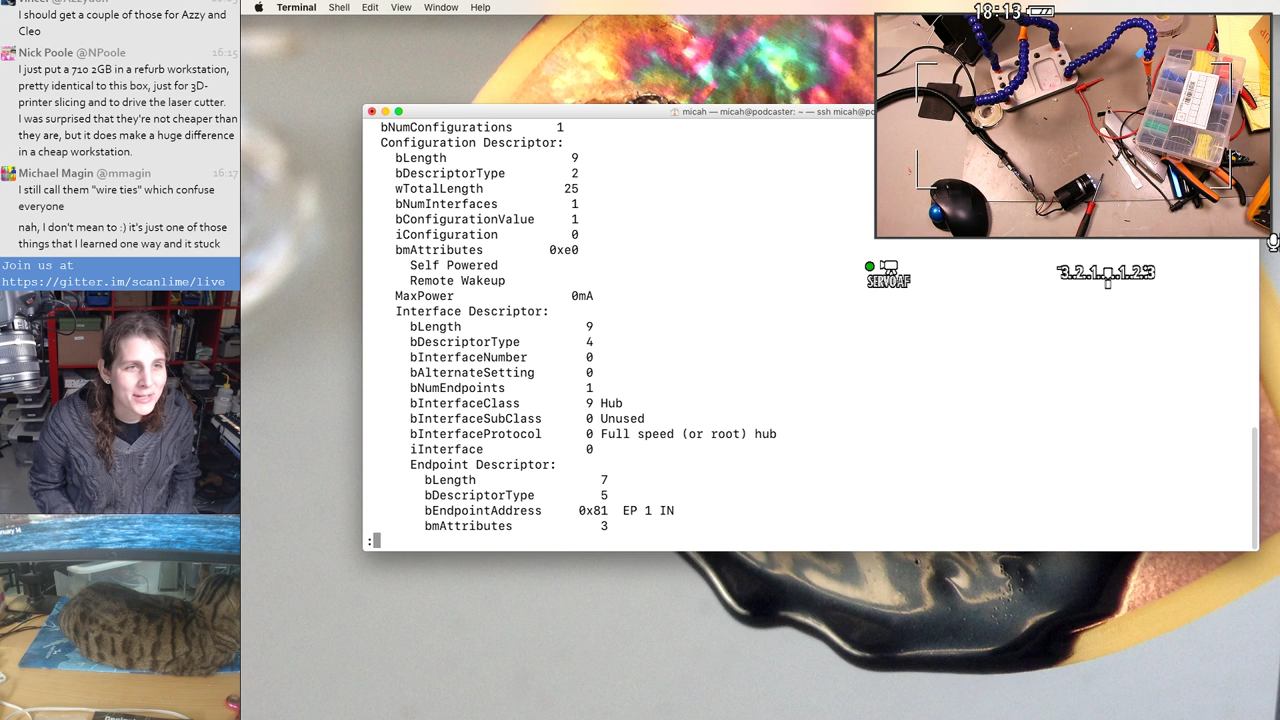 I should get a couple of those for Azzy and
Cleo
Nick Poole @NPoole 16:15
I just put a 710 2GB in a refurb workstation,
pretty identical to this box, just for 3D-
printer slicing and to drive the laser cutter.
I'm surprised that they're not cheaper than
they are, but it does make a huge difference
in a cheap workstation.
Michael Magin @mmagin 16:17
I still call them "wire ties" which confuse
everyone
nah, I don't mean to :) it's just one of those
things that I learned one way and it stuck
Join us at
https://gitter.im/scanlime/live
Terminal Shell Edit View Window Help
18:13
micah — micah@podcaster: ~ — ssh micah@po
bNumConfigurations 1
Configuration Descriptor:
bLength 9
bDescriptorType 2
wTotalLength 25
bNumInterfaces 1
bConfigurationValue 1
iConfiguration 0
bmAttributes 0xe0
Self Powered
Remote Wakeup
MaxPower 0mA
Interface Descriptor:
bLength 9
bDescriptorType 4
bInterfaceNumber 0
bAlternateSetting 0
bNumEndpoints 1
bInterfaceClass 9 Hub
bInterfaceSubClass 0 Unused
bInterfaceProtocol 0 Full speed (or root) hub
iInterface 0
Endpoint Descriptor:
bLength 7
bDescriptorType 5
bEndpointAddress 0x81 EP 1 IN
bmAttributes 3
:
SERVOAF